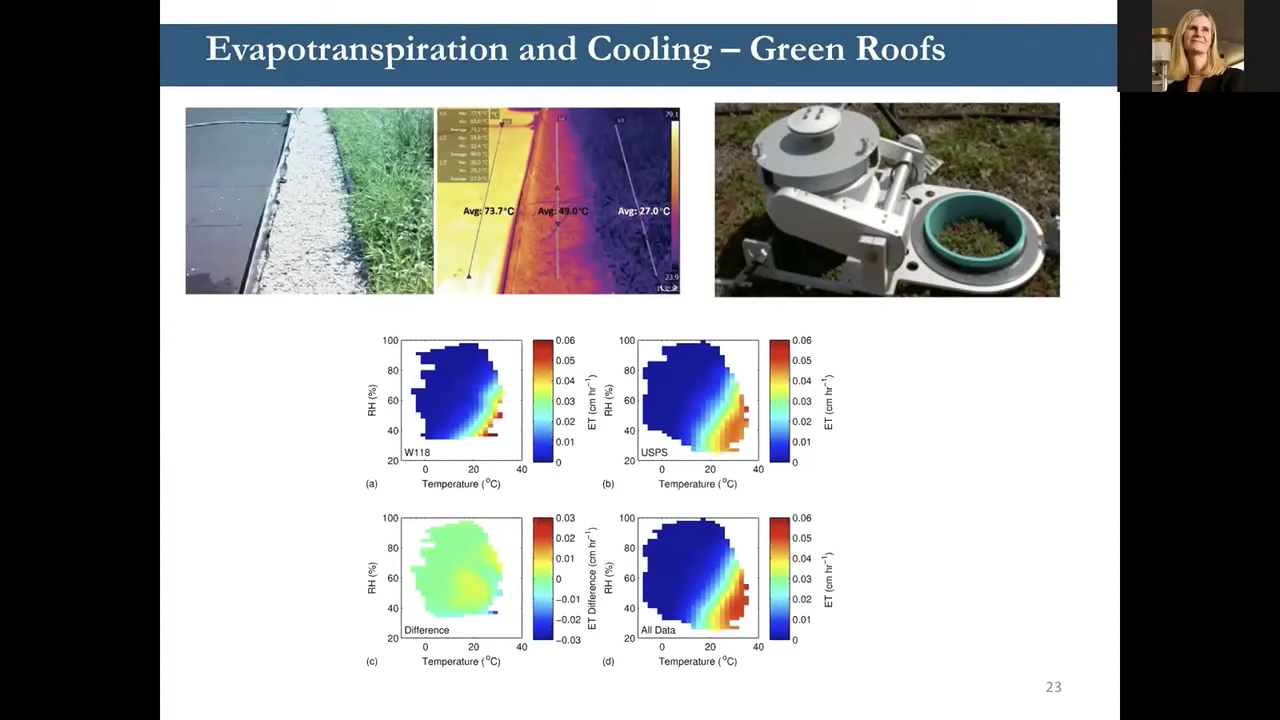 Evapotranspiration and Cooling – Green Roofs
79.1
Avg: 73.7°C
Avg: 49.0°C
Avg: 27.0°C
23.9
100
80
60
40
20
RH (%)
W118
0
20
40
(a)
Temperature (°C)
0.06
0.05
0.04
0.03
0.02
0.01
0
ET (cm hr⁻¹)
100
80
60
40
20
RH (%)
USPS
0
20
40
(b)
Temperature (°C)
0.06
0.05
0.04
0.03
0.02
0.01
0
ET (cm hr⁻¹)
100
80
60
40
20
RH (%)
Difference
0
20
40
(c)
Temperature (°C)
0.03
0.02
0.01
0
−0.01
−0.02
−0.03
ET Difference (cm hr⁻¹)
100
80
60
40
20
RH (%)
All Data
0
20
40
(d)
Temperature (°C)
0.06
0.05
0.04
0.03
0.02
0.01
0
ET (cm hr⁻¹)
23